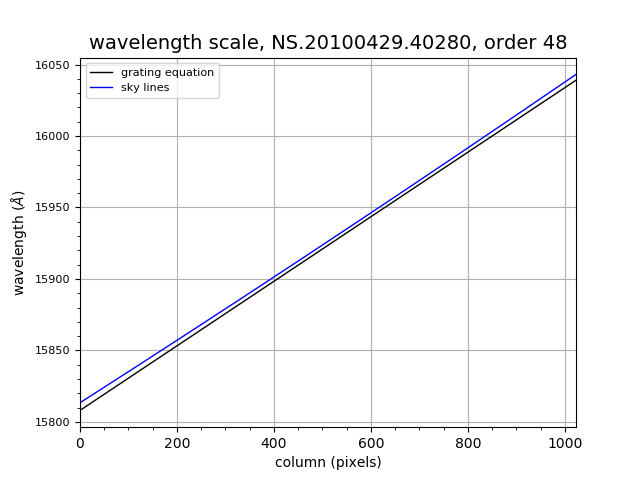 wavelength scale, NS.20100429.40280, order 48
grating equation
sky lines
16050
16000
15950
15900
15850
15800
wavelength (Å)
0 200 400 600 800 1000
column (pixels)